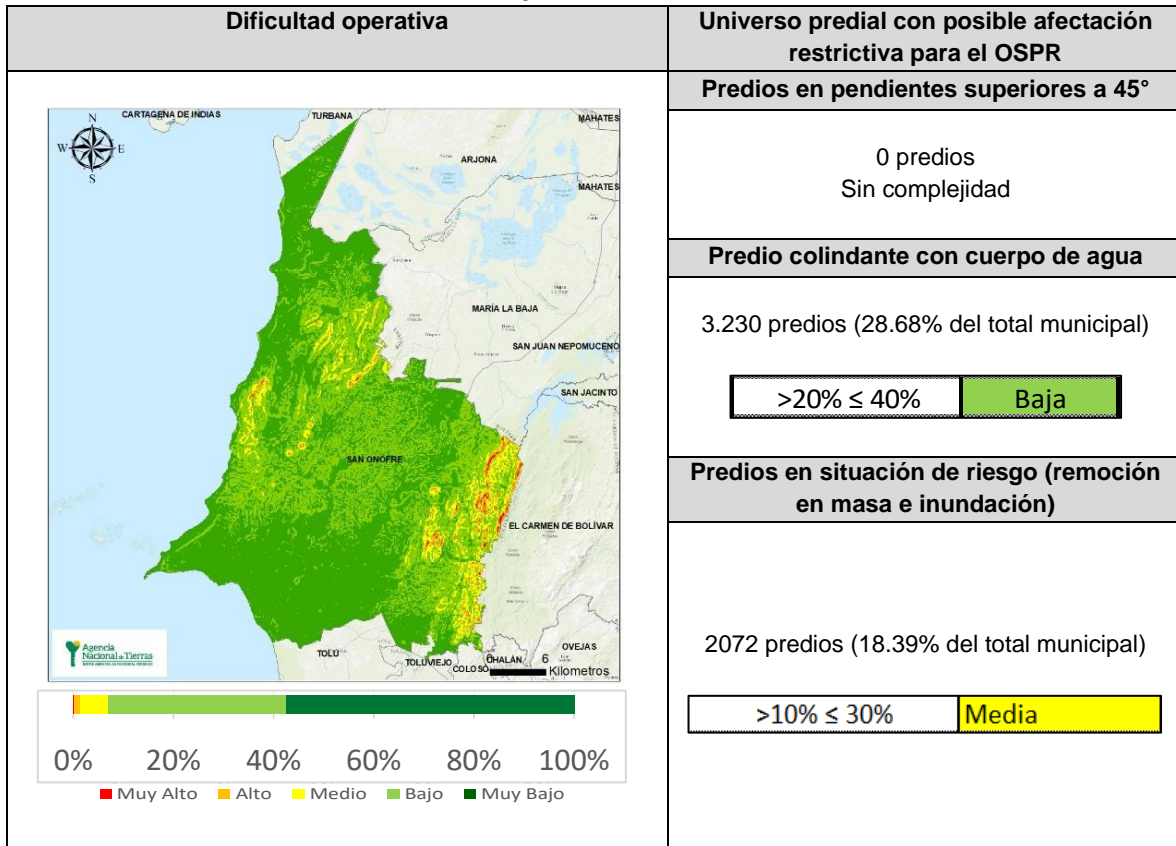 Dificultad operativa
Universo predial con posible afectación
restrictiva para el OSPR
CARTAGENA DE INDIAS
TURBANA
MAHATES
N
W
E
S
ARJONA
MAHATES
MARÍA LA BAJA
SAN JUAN NEPOMUCENO
SAN JACINTO
SAN ONOFRE
EL CARMEN DE BOLÍVAR
Agencia
Nacional de Tierras
TOLÚ
TOLUVIEJO
COLOSÓ
CHALÁN
OVEJAS
0 6
Kilometros
0% 20% 40% 60% 80% 100%
Muy Alto Alto Medio Bajo Muy Bajo
Predios en pendientes superiores a 45°
0 predios
Sin complejidad
Predio colindante con cuerpo de agua
3.230 predios (28.68% del total municipal)
>20% ≤ 40% Baja
Predios en situación de riesgo (remoción
en masa e inundación)
2072 predios (18.39% del total municipal)
>10% ≤ 30% Media